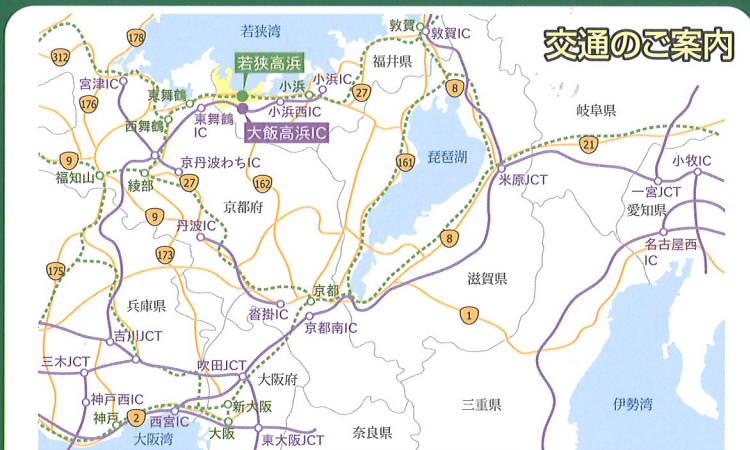 交通のご案内
若狭湾
敦賀
敦賀IC
178
312
宮津IC
176
若狭高浜
小浜
小浜IC
福井県
27
8
東舞鶴
東舞鶴
IC
小浜西IC
大飯高浜IC
西舞鶴
岐阜県
琵琶湖
161
21
小牧IC
9
福知山
綾部
京丹波わちIC
27
162
米原JCT
一宮JCT
愛知県
京都府
9
丹波IC
8
名古屋西
IC
173
175
滋賀県
兵庫県
京都
沓掛IC
京都南IC
1
吉川JCT
三木JCT
吹田JCT
大阪府
神戸西IC
神戸
2
西宮IC
新大阪
大阪
大阪湾
東大阪JCT
奈良県
三重県
伊勢湾